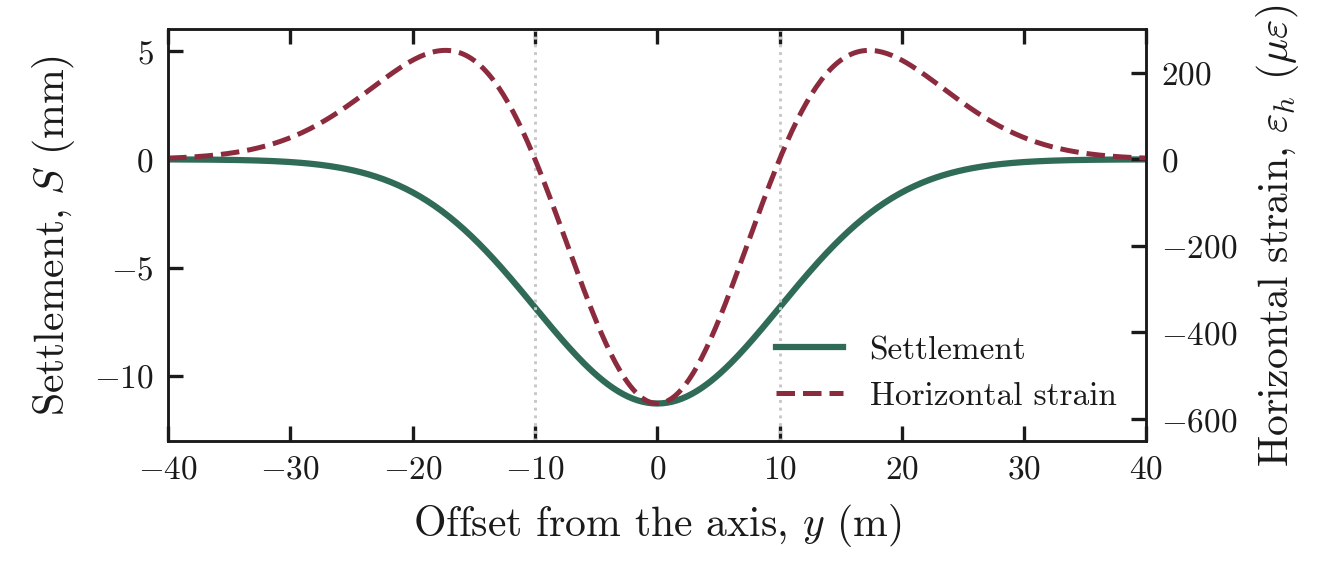 Settlement, S (mm)
5
0
−5
−10
200
0
−200
−400
−600
Horizontal strain, εh (με)
Settlement
Horizontal strain
−40 −30 −20 −10 0 10 20 30 40
Offset from the axis, y (m)